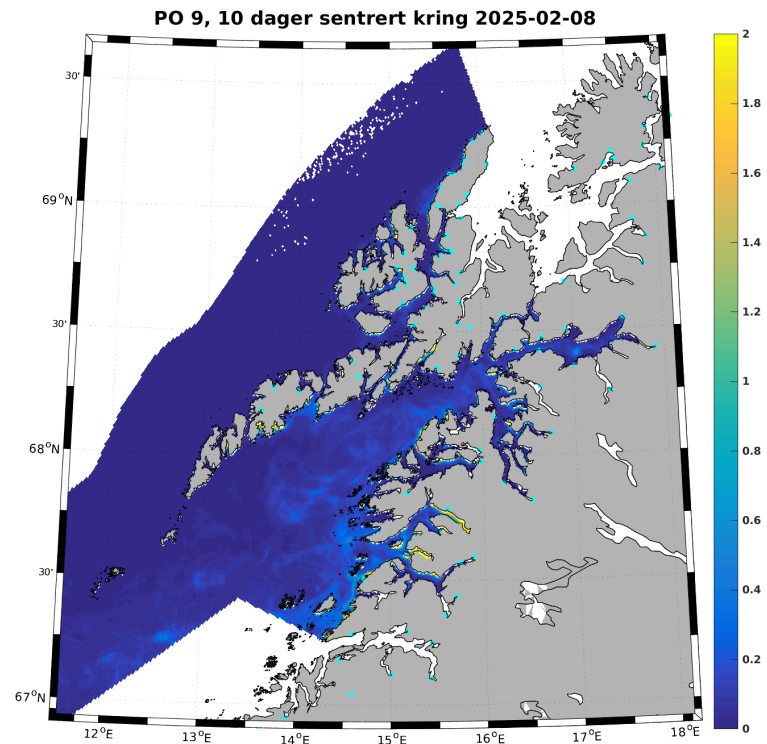 PO 9, 10 dager sentrert kring 2025-02-08
30'
69°N
30'
68°N
30'
67°N
12°E
13°E
14°E
15°E
16°E
17°E
18°E
2
1.8
1.6
1.4
1.2
1
0.8
0.6
0.4
0.2
0